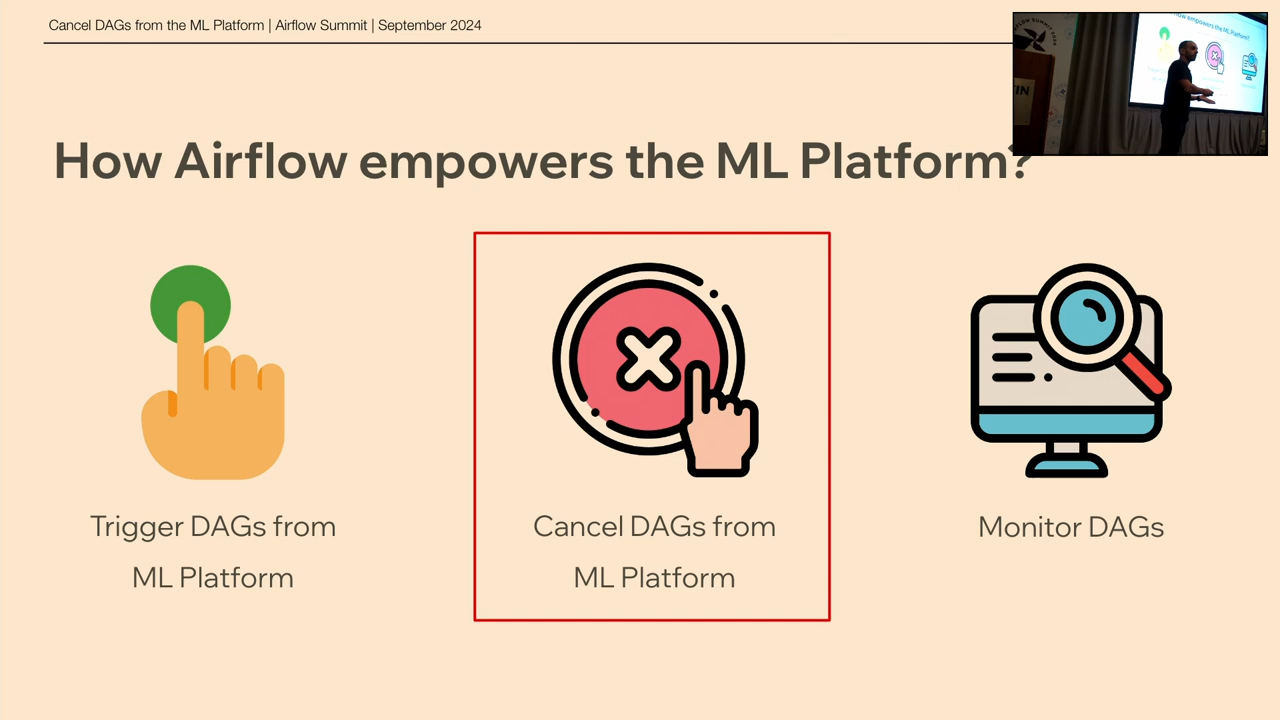 Cancel DAGs from the ML Platform | Airflow Summit | September 2024
How Airflow empowers the ML Platform?
Trigger DAGs from
ML Platform
Cancel DAGs from
ML Platform
Monitor DAGs